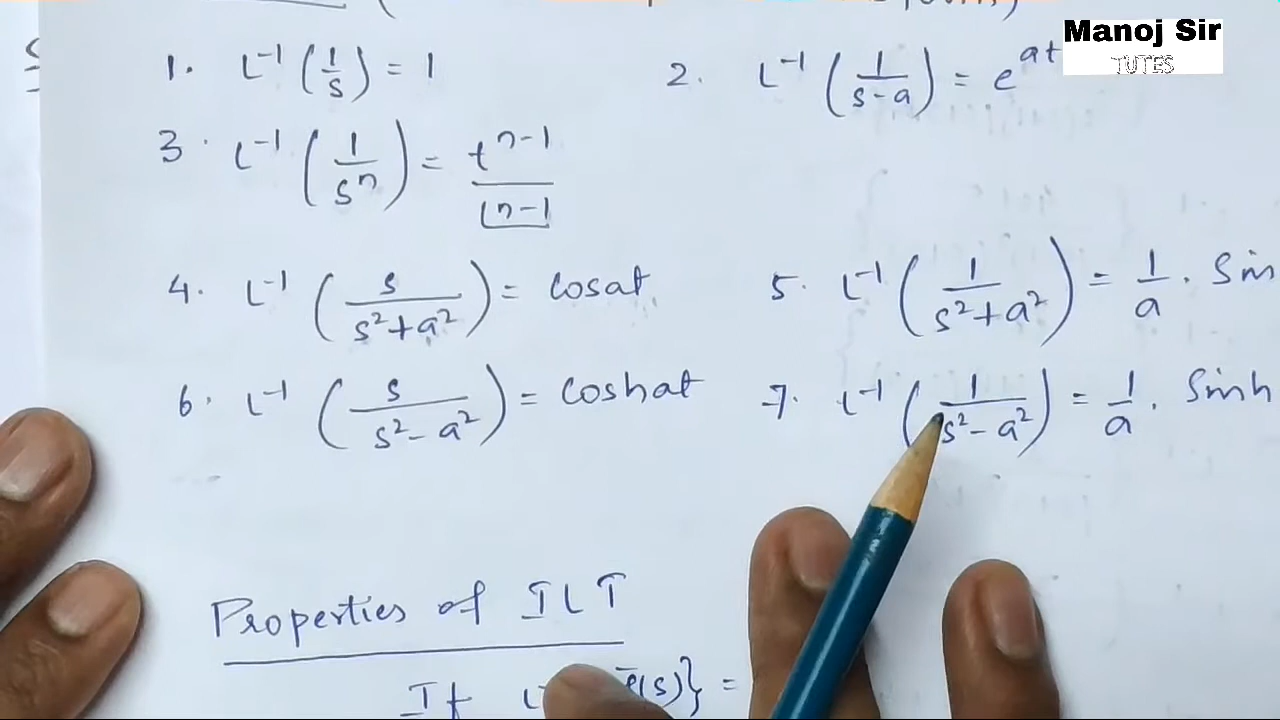 Manoj Sir
TUTES
1. L⁻¹ (1/s) = 1
2. L⁻¹ (1/(s-a)) = e^at
3. L⁻¹ (1/sⁿ) = t^(n-1)/∟n-1
4. L⁻¹ (s/(s²+a²)) = cosat
5. L⁻¹ (1/(s²+a²)) = 1/a . Sin
6. L⁻¹ (s/(s²-a²)) = coshat
7. L⁻¹ (1/(s²-a²)) = 1/a . Sinh
Properties of ILT
If (s)} =